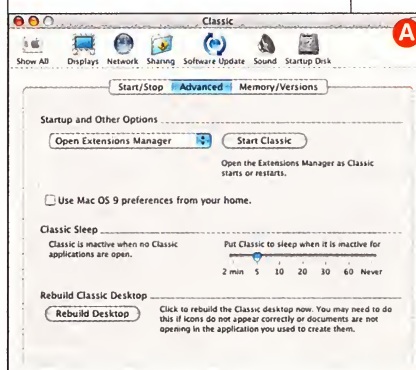 Classic
A
Show All Displays Network Sharing Software Update Sound Startup Disk
Start/Stop Advanced Memory/Versions
Startup and Other Options
Open Extensions Manager Start Classic
Open the Extensions Manager as Classic
starts or restarts.
Use Mac OS 9 preferences from your home.
Classic Sleep
Classic is inactive when no Classic
applications are open.
Put Classic to sleep when it is inactive for
2 min 5 10 20 30 60 Never
Rebuild Classic Desktop
Rebuild Desktop
Click to rebuild the Classic desktop now. You may need to do
this if icons do not appear correctly or documents are not
opening in the application you used to create them.